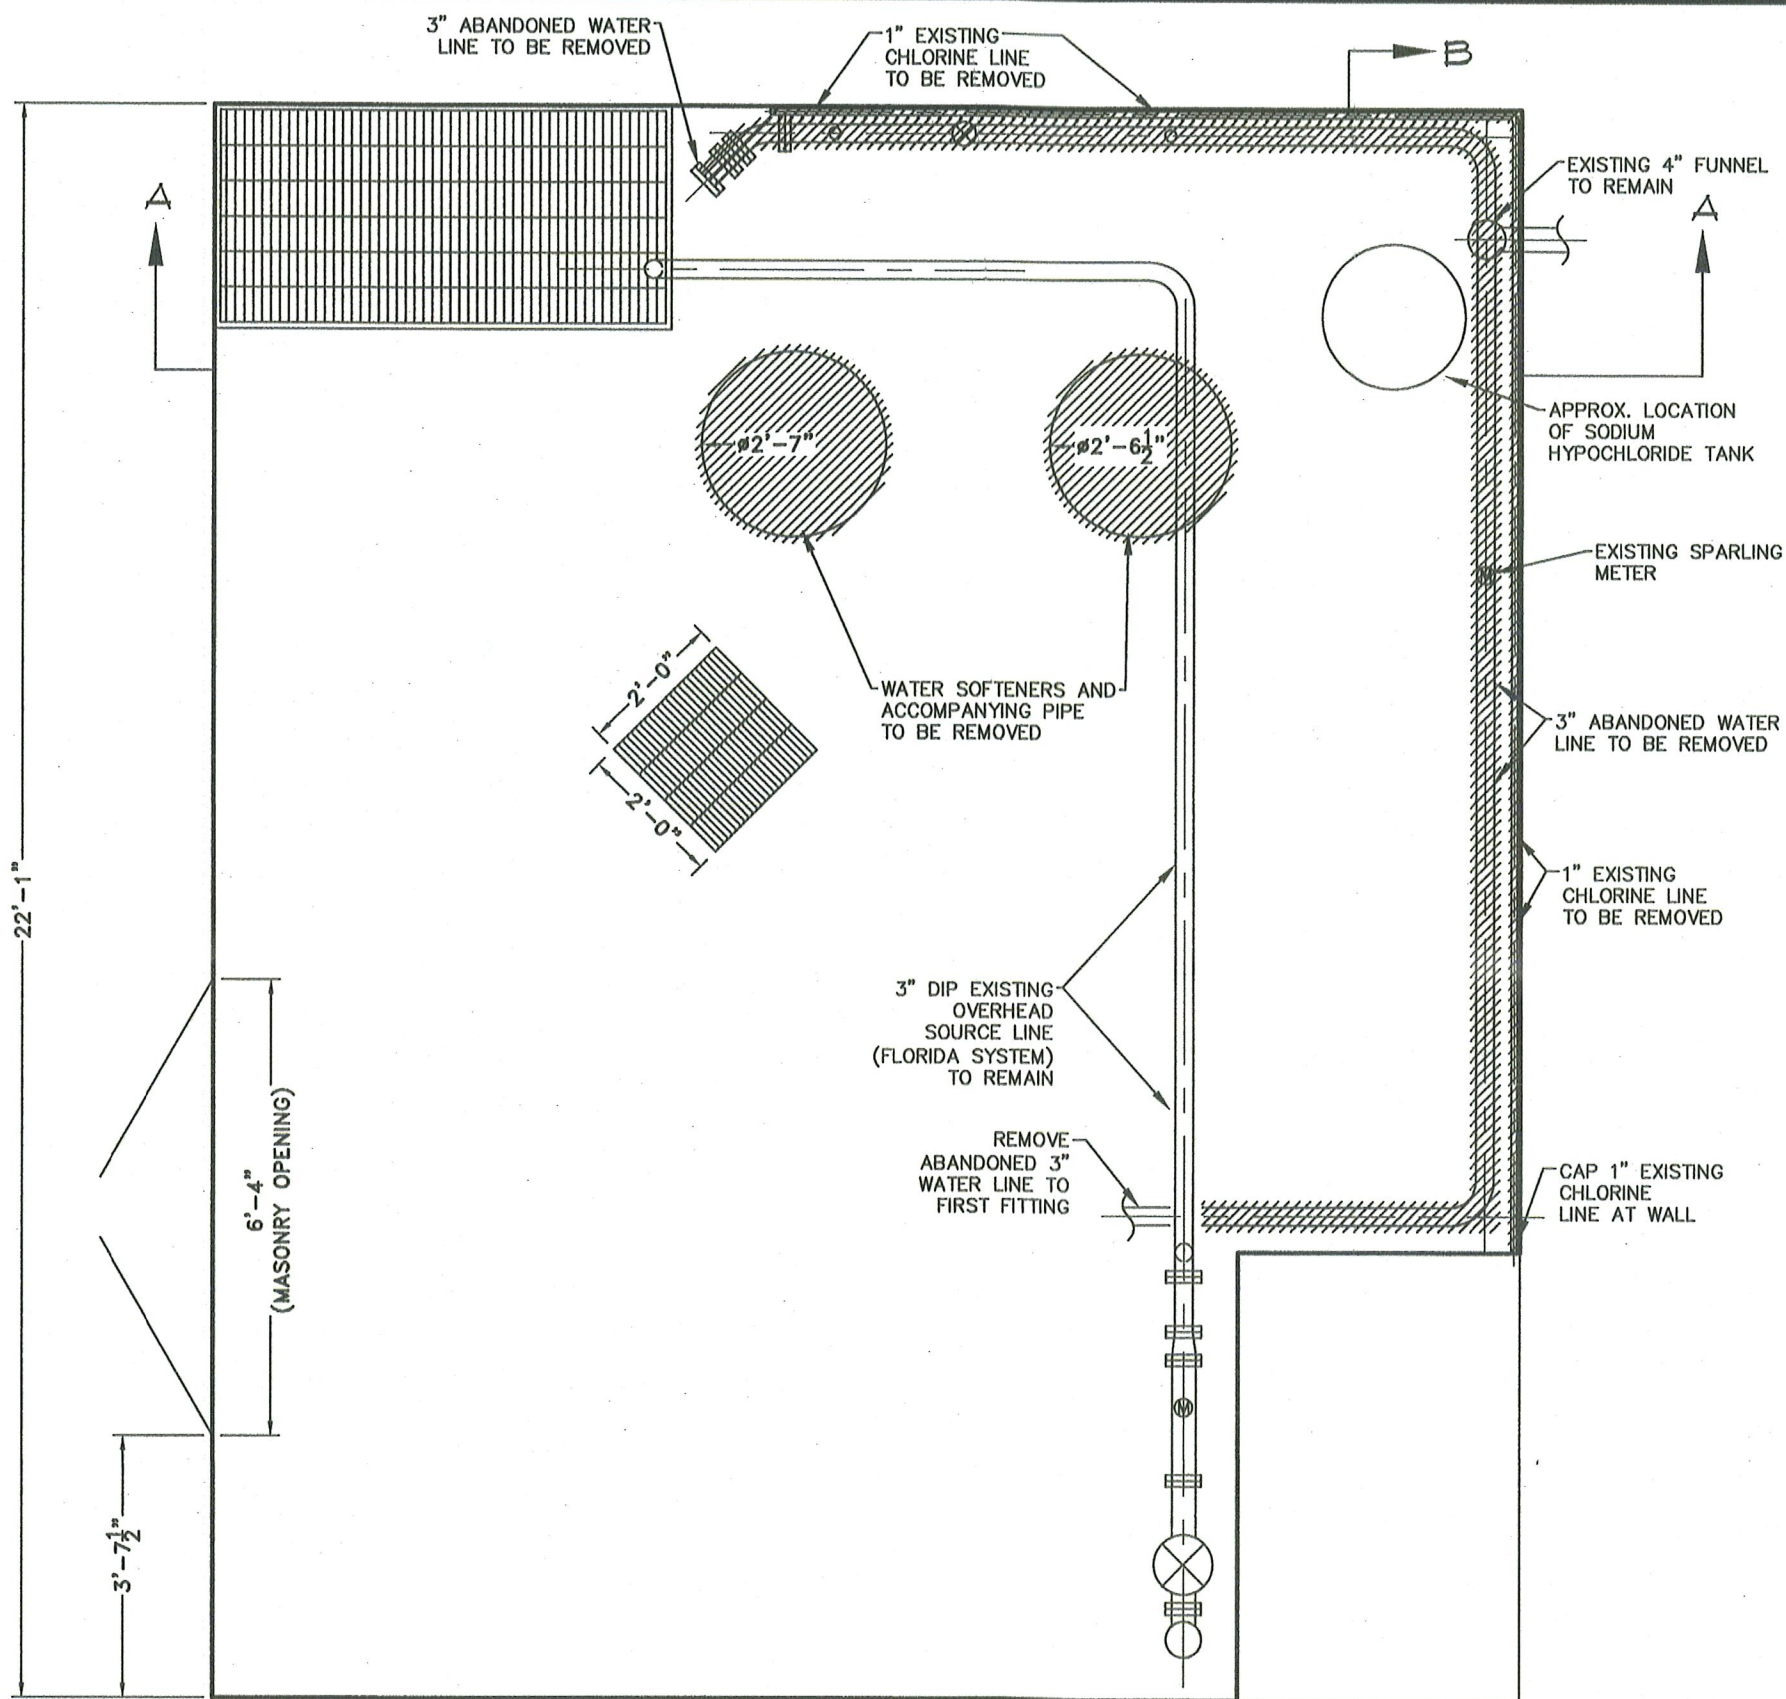 3" ABANDONED WATER
LINE TO BE REMOVED
1" EXISTING
CHLORINE LINE
TO BE REMOVED
B
EXISTING 4" FUNNEL
TO REMAIN
A
A
APPROX. LOCATION
OF SODIUM
HYPOCHLORIDE TANK
ø2'-7"
ø2'-6 1/2"
EXISTING SPARLING
METER
M
2'-0"
2'-0"
WATER SOFTENERS AND
ACCOMPANYING PIPE
TO BE REMOVED
3" ABANDONED WATER
LINE TO BE REMOVED
22'-1"
1" EXISTING
CHLORINE LINE
TO BE REMOVED
3" DIP EXISTING
OVERHEAD
SOURCE LINE
(FLORIDA SYSTEM)
TO REMAIN
6'-4"
(MASONRY OPENING)
REMOVE
ABANDONED 3"
WATER LINE TO
FIRST FITTING
CAP 1" EXISTING
CHLORINE
LINE AT WALL
M
3'-7 1/2"